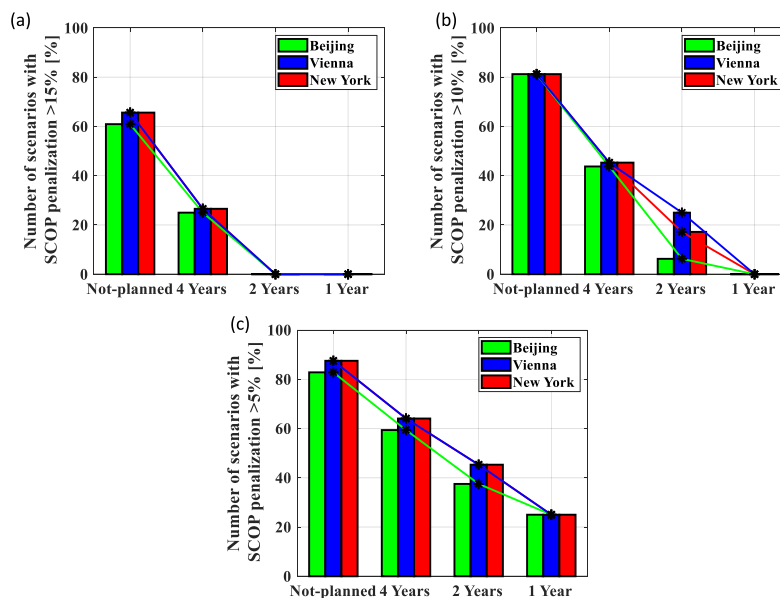 (a)
Number of scenarios with
SCOP penalization >15% [%]
100
80
60
40
20
0
Beijing
Vienna
New York
Not-planned 4 Years 2 Years 1 Year
(b)
Number of scenarios with
SCOP penalization >10% [%]
100
80
60
40
20
0
Beijing
Vienna
New York
Not-planned 4 Years 2 Years 1 Year
(c)
Number of scenarios with
SCOP penalization >5% [%]
100
80
60
40
20
0
Beijing
Vienna
New York
Not-planned 4 Years 2 Years 1 Year